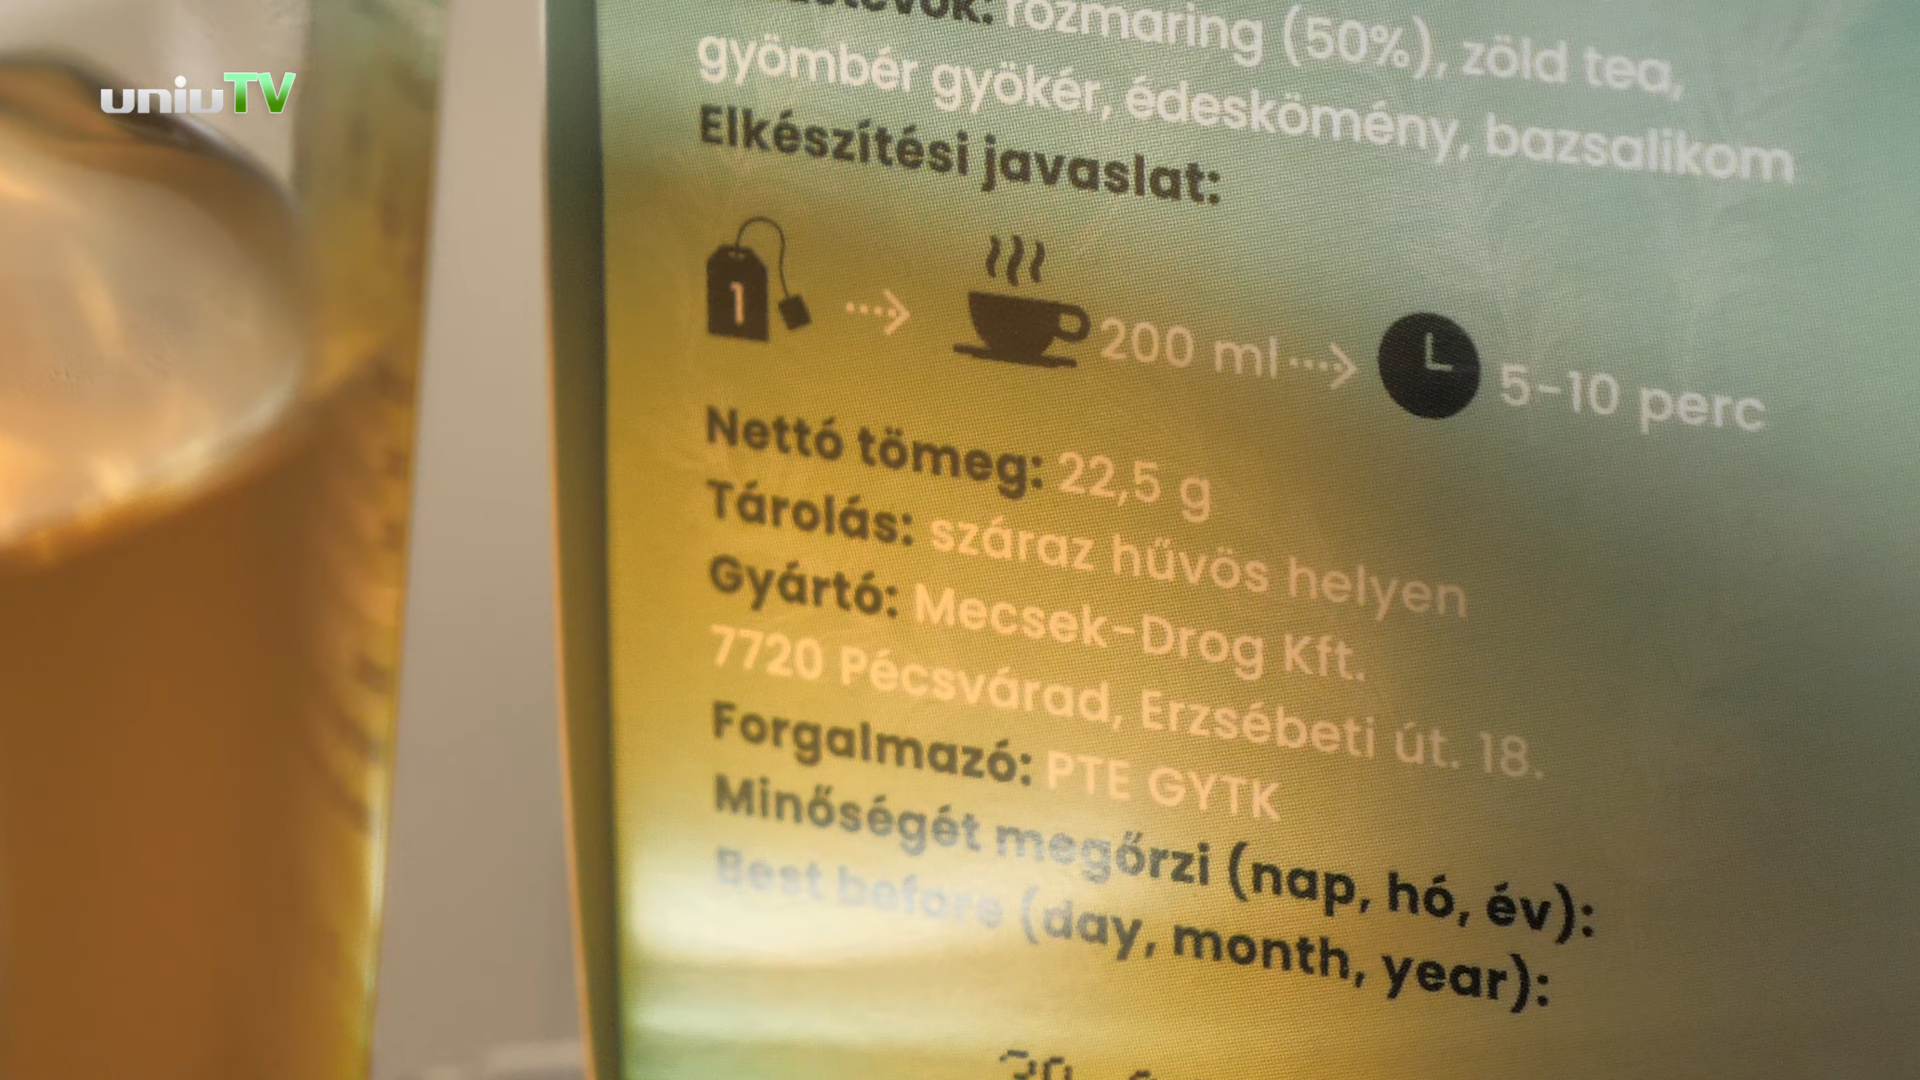 uniuTV
rozmaring (50%), zöld tea,
gyömbér gyökér, édeskömény, bazsalikom
Elkészítési javaslat:
1 200 ml 5-10 perc
Nettó tömeg: 22,5 g
Tárolás: száraz hűvös helyen
Gyártó: Mecsek-Drog Kft.
7720 Pécsvárad, Erzsébeti út. 18.
Forgalmazó: PTE GYTK
Minőségét megőrzi (nap, hó, év):
Best before (day, month, year):